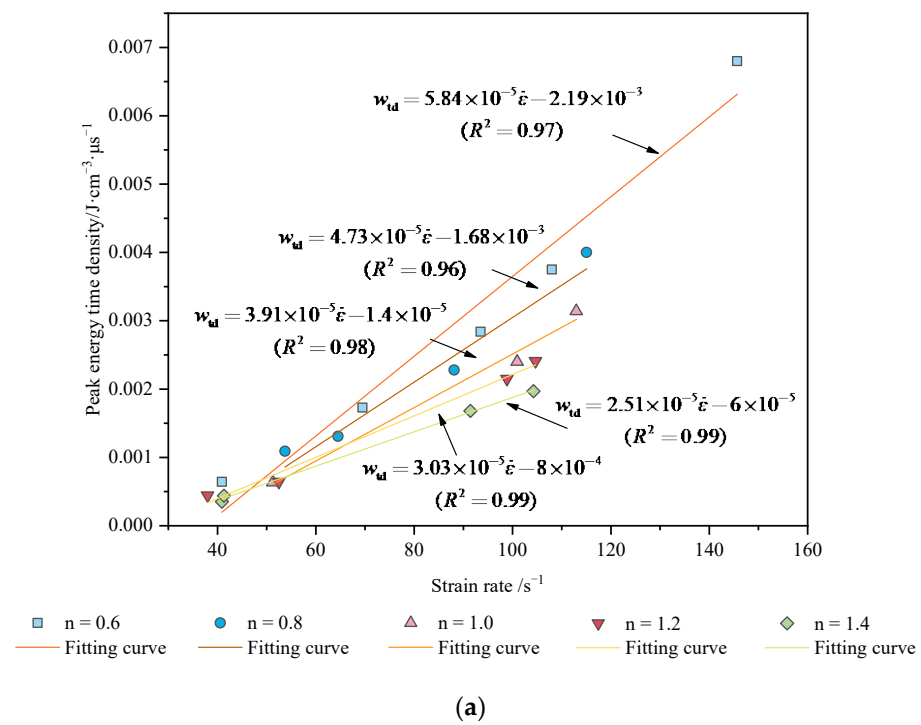 0.007
0.006
0.005
0.004
0.003
0.002
0.001
0.000
Peak energy time density/J·cm⁻³·μs⁻¹
w_td = 5.84×10⁻⁵ε̇−2.19×10⁻³
(R² = 0.97)
w_td = 4.73×10⁻⁵ε̇−1.68×10⁻³
(R² = 0.96)
w_td = 3.91×10⁻⁵ε̇−1.4×10⁻⁵
(R² = 0.98)
w_td = 2.51×10⁻⁵ε̇−6×10⁻⁵
(R² = 0.99)
w_td = 3.03×10⁻⁵ε̇−8×10⁻⁴
(R² = 0.99)
40 60 80 100 120 140 160
Strain rate /s⁻¹
n = 0.6 n = 0.8 n = 1.0 n = 1.2 n = 1.4
Fitting curve Fitting curve Fitting curve Fitting curve Fitting curve
(a)